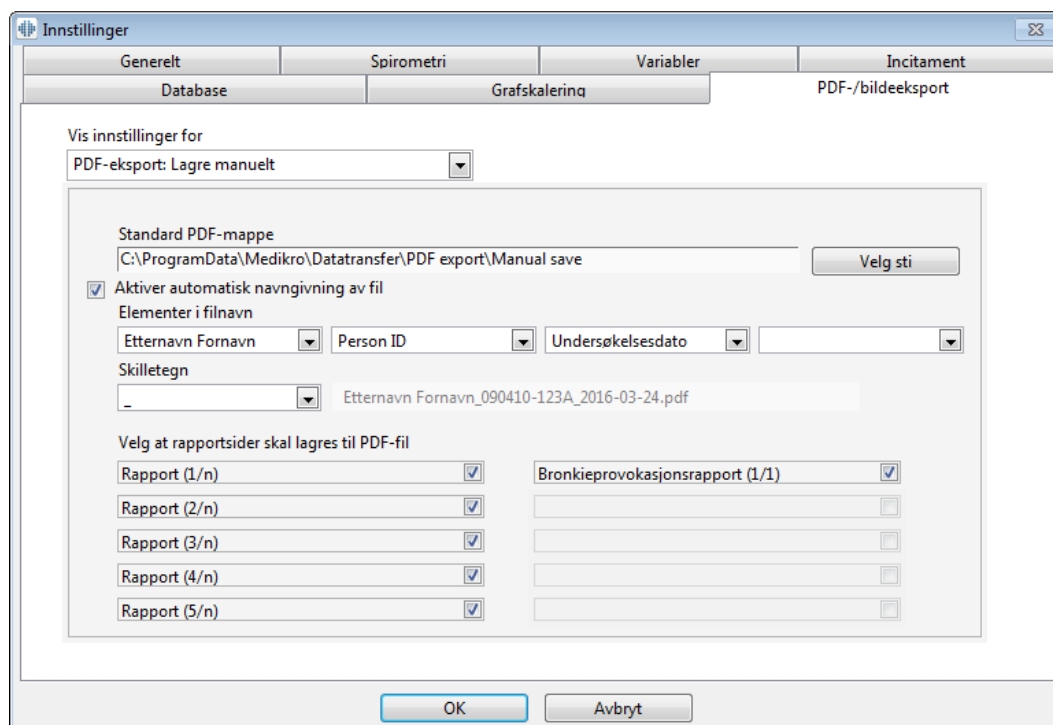 Innstillinger
Generelt Spirometri Variabler Incitament
Database Grafskalering PDF-/bildeeksport
Vis innstillinger for
PDF-eksport: Lagre manuelt
Standard PDF-mappe
C:\ProgramData\Medikro\Datatransfer\PDF export\Manual save Velg sti
Aktiver automatisk navngivning av fil
Elementer i filnavn
Etternavn Fornavn Person ID Undersøkelsesdato
Skilletegn
_ Etternavn Fornavn_090410-123A_2016-03-24.pdf
Velg at rapportsider skal lagres til PDF-fil
Rapport (1/n) Bronkieprovokasjonsrapport (1/1)
Rapport (2/n)
Rapport (3/n)
Rapport (4/n)
Rapport (5/n)
OK Avbryt